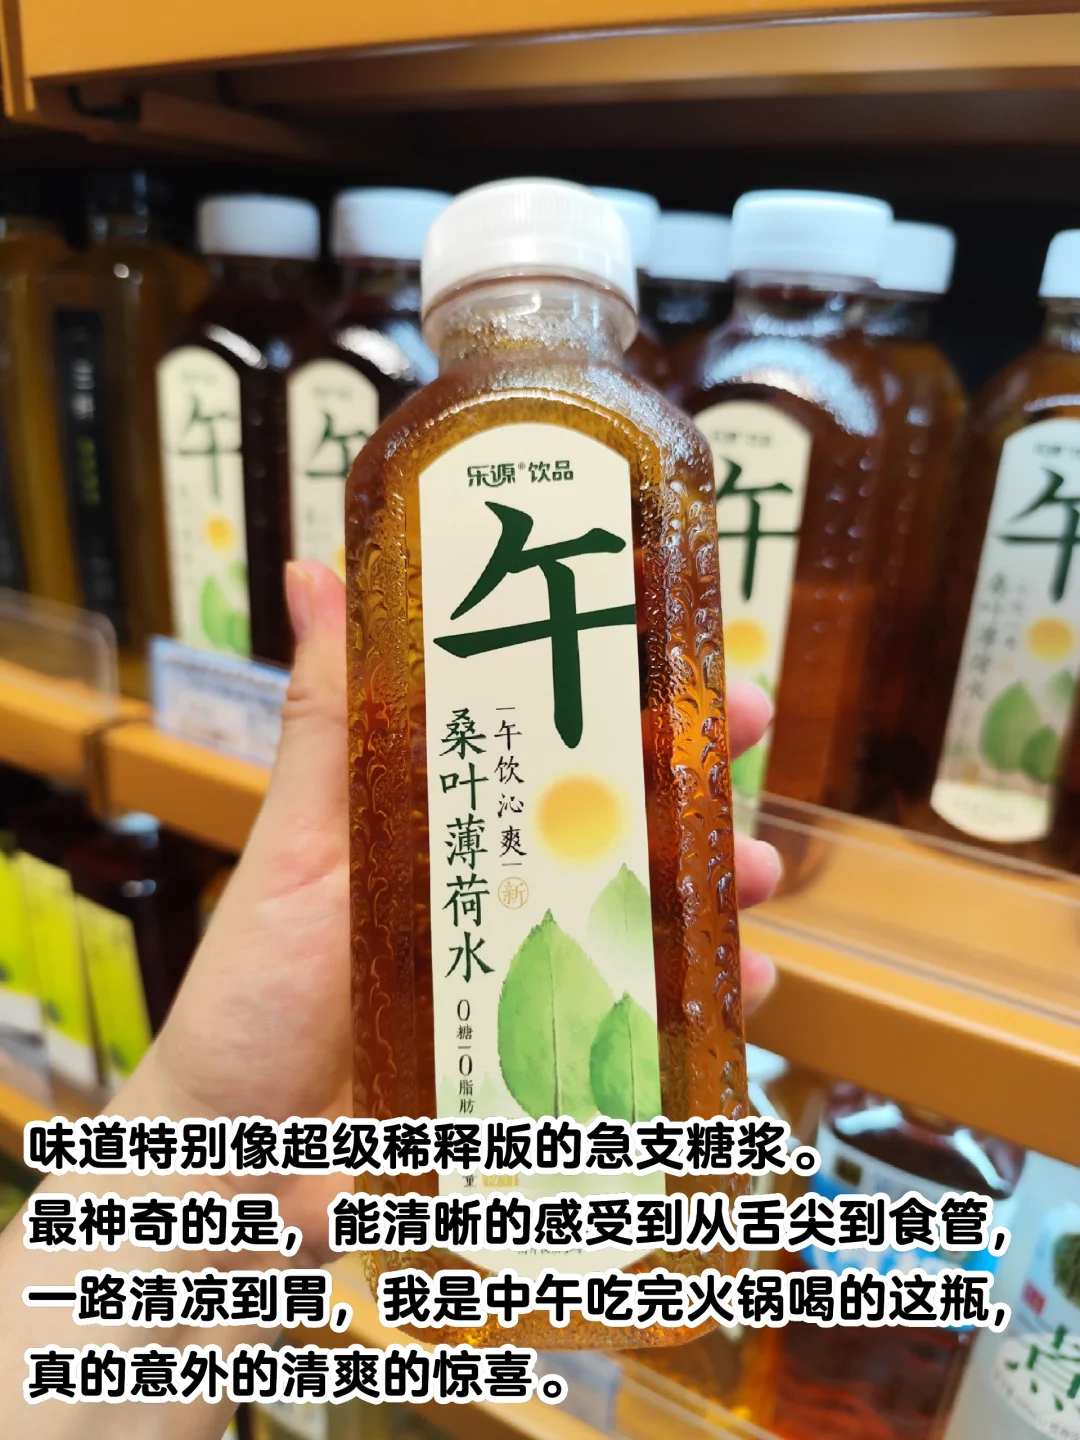 乐源®饮品
午
午饮沁爽
新
桑叶薄荷水
0糖
0脂肪
午
午
午
午
味道特别像超级稀释版的急支糖浆。
最神奇的是，能清晰的感受到从舌尖到食管，
一路清凉到胃，我是中午吃完火锅喝的这瓶，
真的意外的清爽的惊喜。